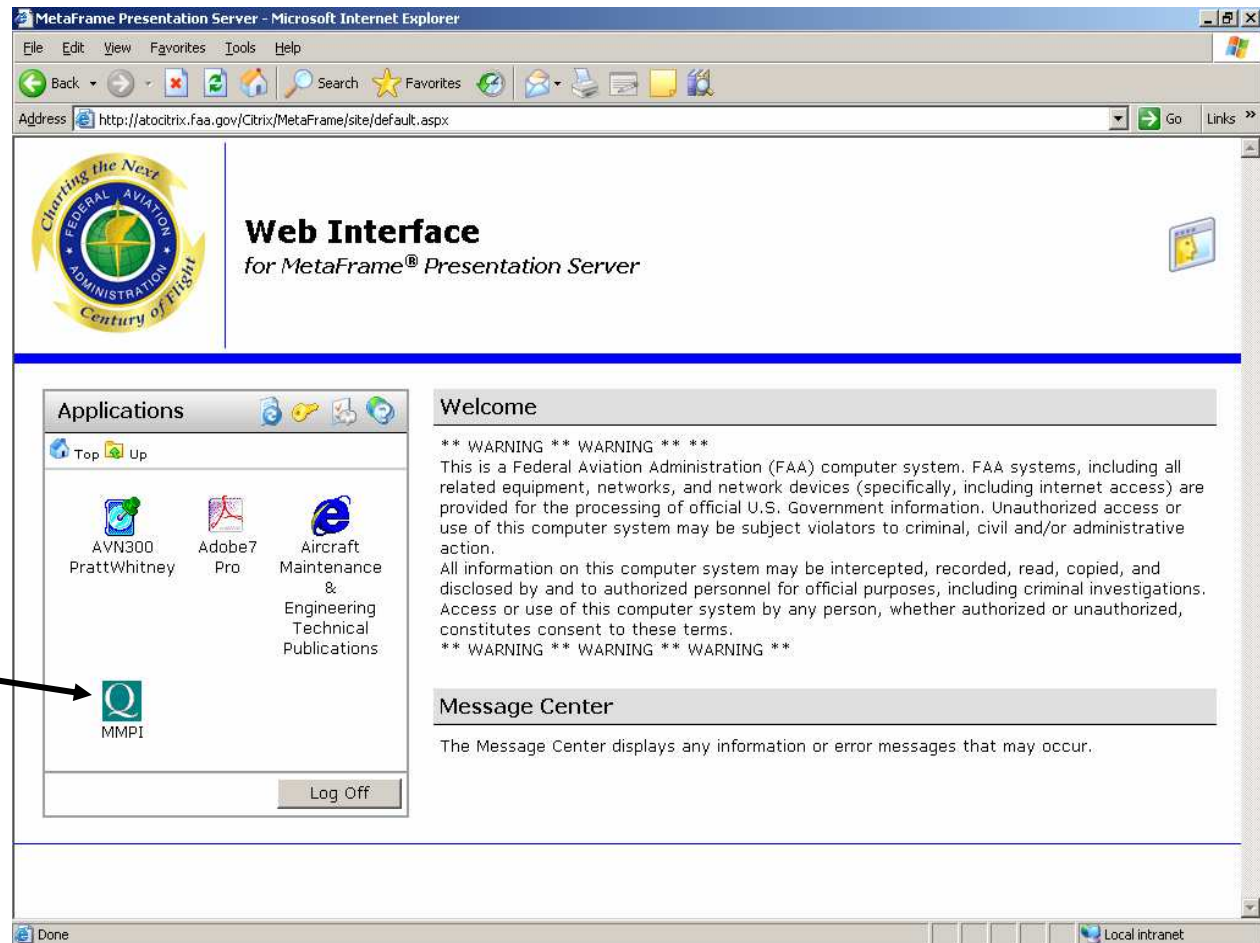 MetaFrame Presentation Server - Microsoft Internet Explorer
File Edit View Favorites Tools Help
Back Search Favorites
Address http://atocitrix.faa.gov/Citrix/MetaFrame/site/default.aspx Go Links »
Charting the Next
FEDERAL AVIATION
ADMINISTRATION
Century of Flight
Web Interface
for MetaFrame® Presentation Server
Applications
Top Up
AVN300
PrattWhitney
Adobe7
Pro
Aircraft
Maintenance
&
Engineering
Technical
Publications
Q
MMPI
Log Off
Welcome
** WARNING ** WARNING ** **
This is a Federal Aviation Administration (FAA) computer system. FAA systems, including all
related equipment, networks, and network devices (specifically, including internet access) are
provided for the processing of official U.S. Government information. Unauthorized access or
use of this computer system may be subject violators to criminal, civil and/or administrative
action.
All information on this computer system may be intercepted, recorded, read, copied, and
disclosed by and to authorized personnel for official purposes, including criminal investigations.
Access or use of this computer system by any person, whether authorized or unauthorized,
constitutes consent to these terms.
** WARNING ** WARNING ** WARNING **
Message Center
The Message Center displays any information or error messages that may occur.
Done Local intranet